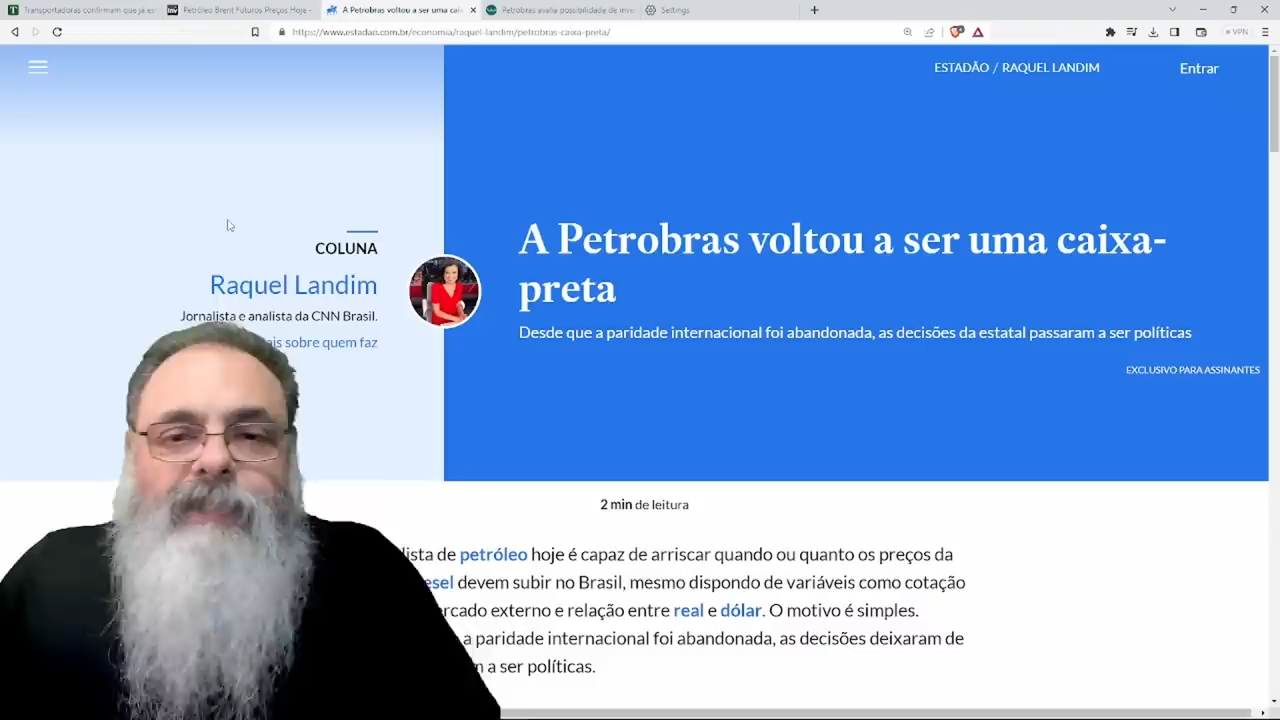 Transportadoras confirmam que já es
Petróleo Brent Futuros Preços Hoje -
A Petrobras voltou a ser uma caix
Petrobras avalia possibilidade de inve
Settings
https://www.estadao.com.br/economia/raquel-landim/petrobras-caixa-preta/
VPN
ESTADÃO / RAQUEL LANDIM
Entrar
COLUNA
Raquel Landim
Jornalista e analista da CNN Brasil.
is sobre quem faz
A Petrobras voltou a ser uma caixa-
preta
Desde que a paridade internacional foi abandonada, as decisões da estatal passaram a ser políticas
EXCLUSIVO PARA ASSINANTES
2 min de leitura
lista de petróleo hoje é capaz de arriscar quando ou quanto os preços da
esel devem subir no Brasil, mesmo dispondo de variáveis como cotação
rcado externo e relação entre real e dólar. O motivo é simples.
a paridade internacional foi abandonada, as decisões deixaram de
a ser políticas.